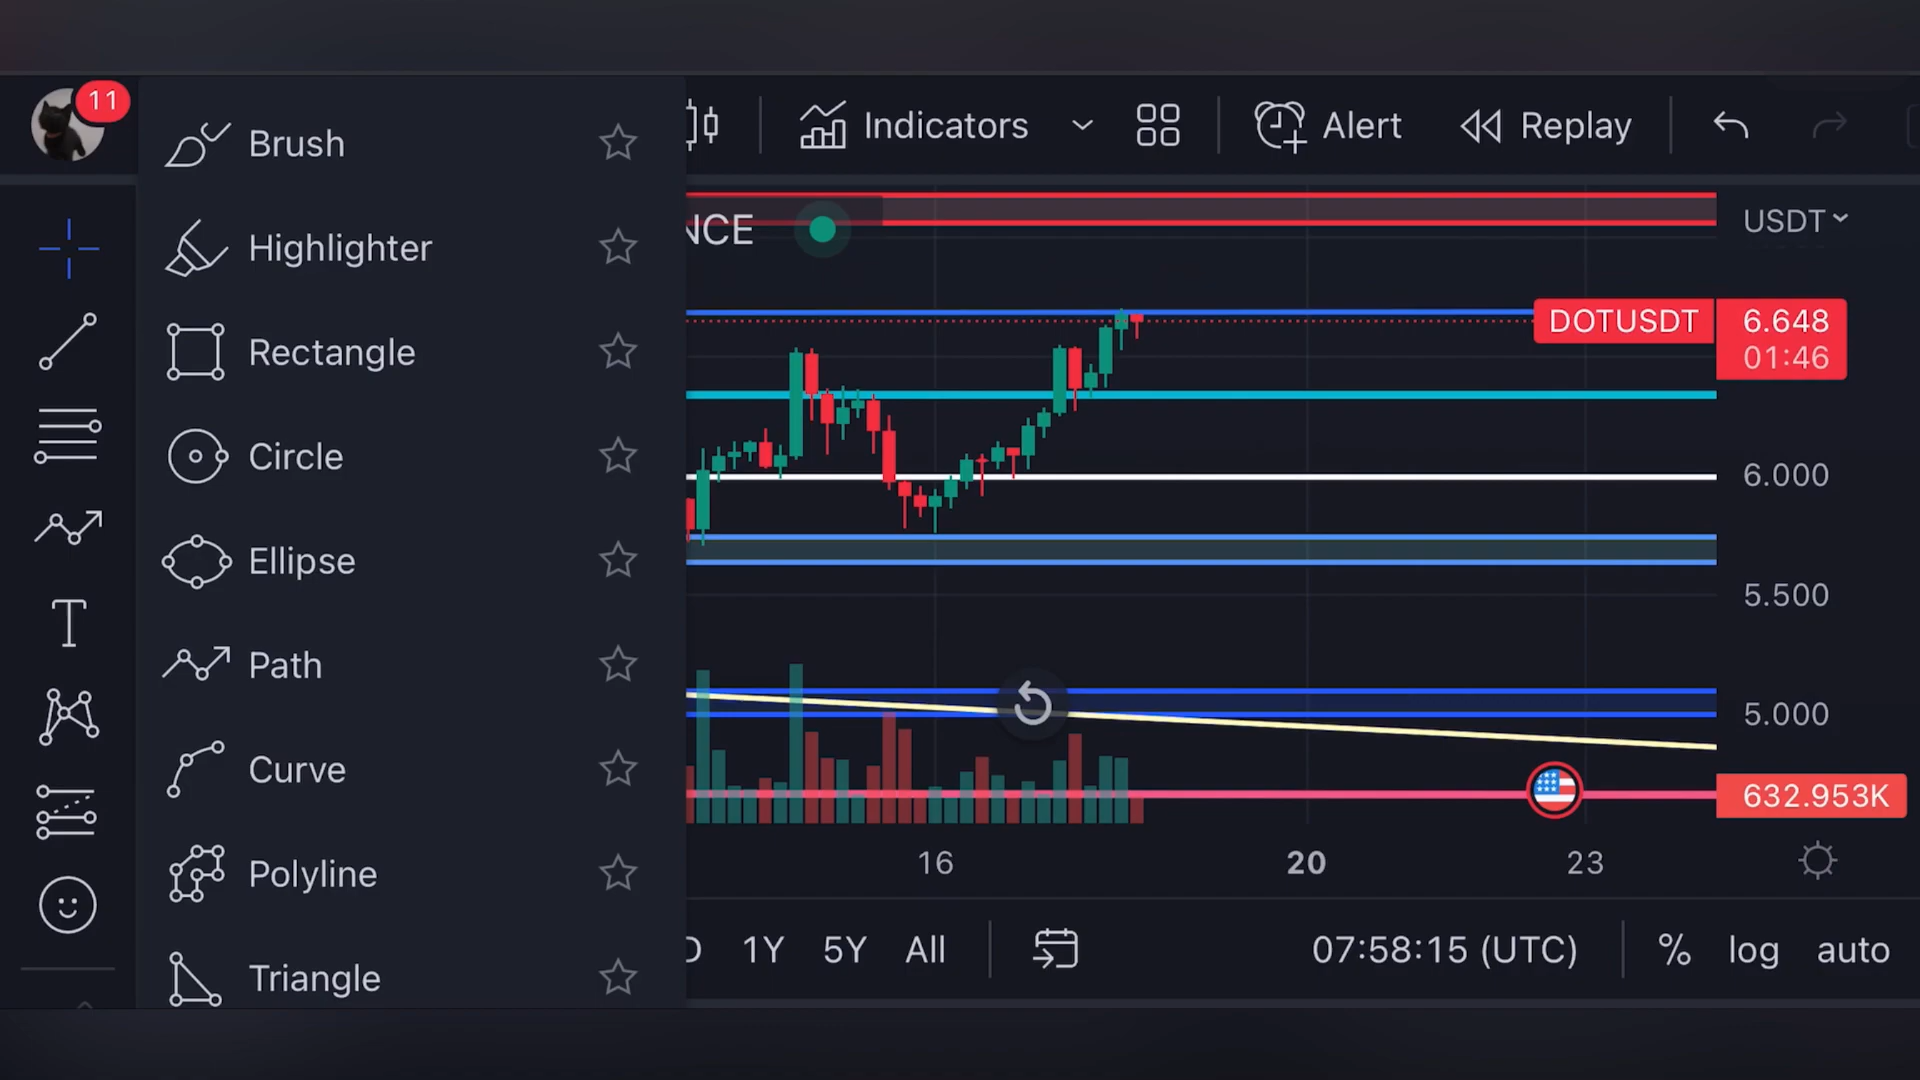 11
Brush
Highlighter
Rectangle
Circle
Ellipse
Path
Curve
Polyline
Triangle
Indicators
Alert
Replay
NCE
USDT
DOTUSDT
6.648
01:46
6.000
5.500
5.000
632.953K
16
20
23
1Y 5Y All
07:58:15 (UTC)
% log auto